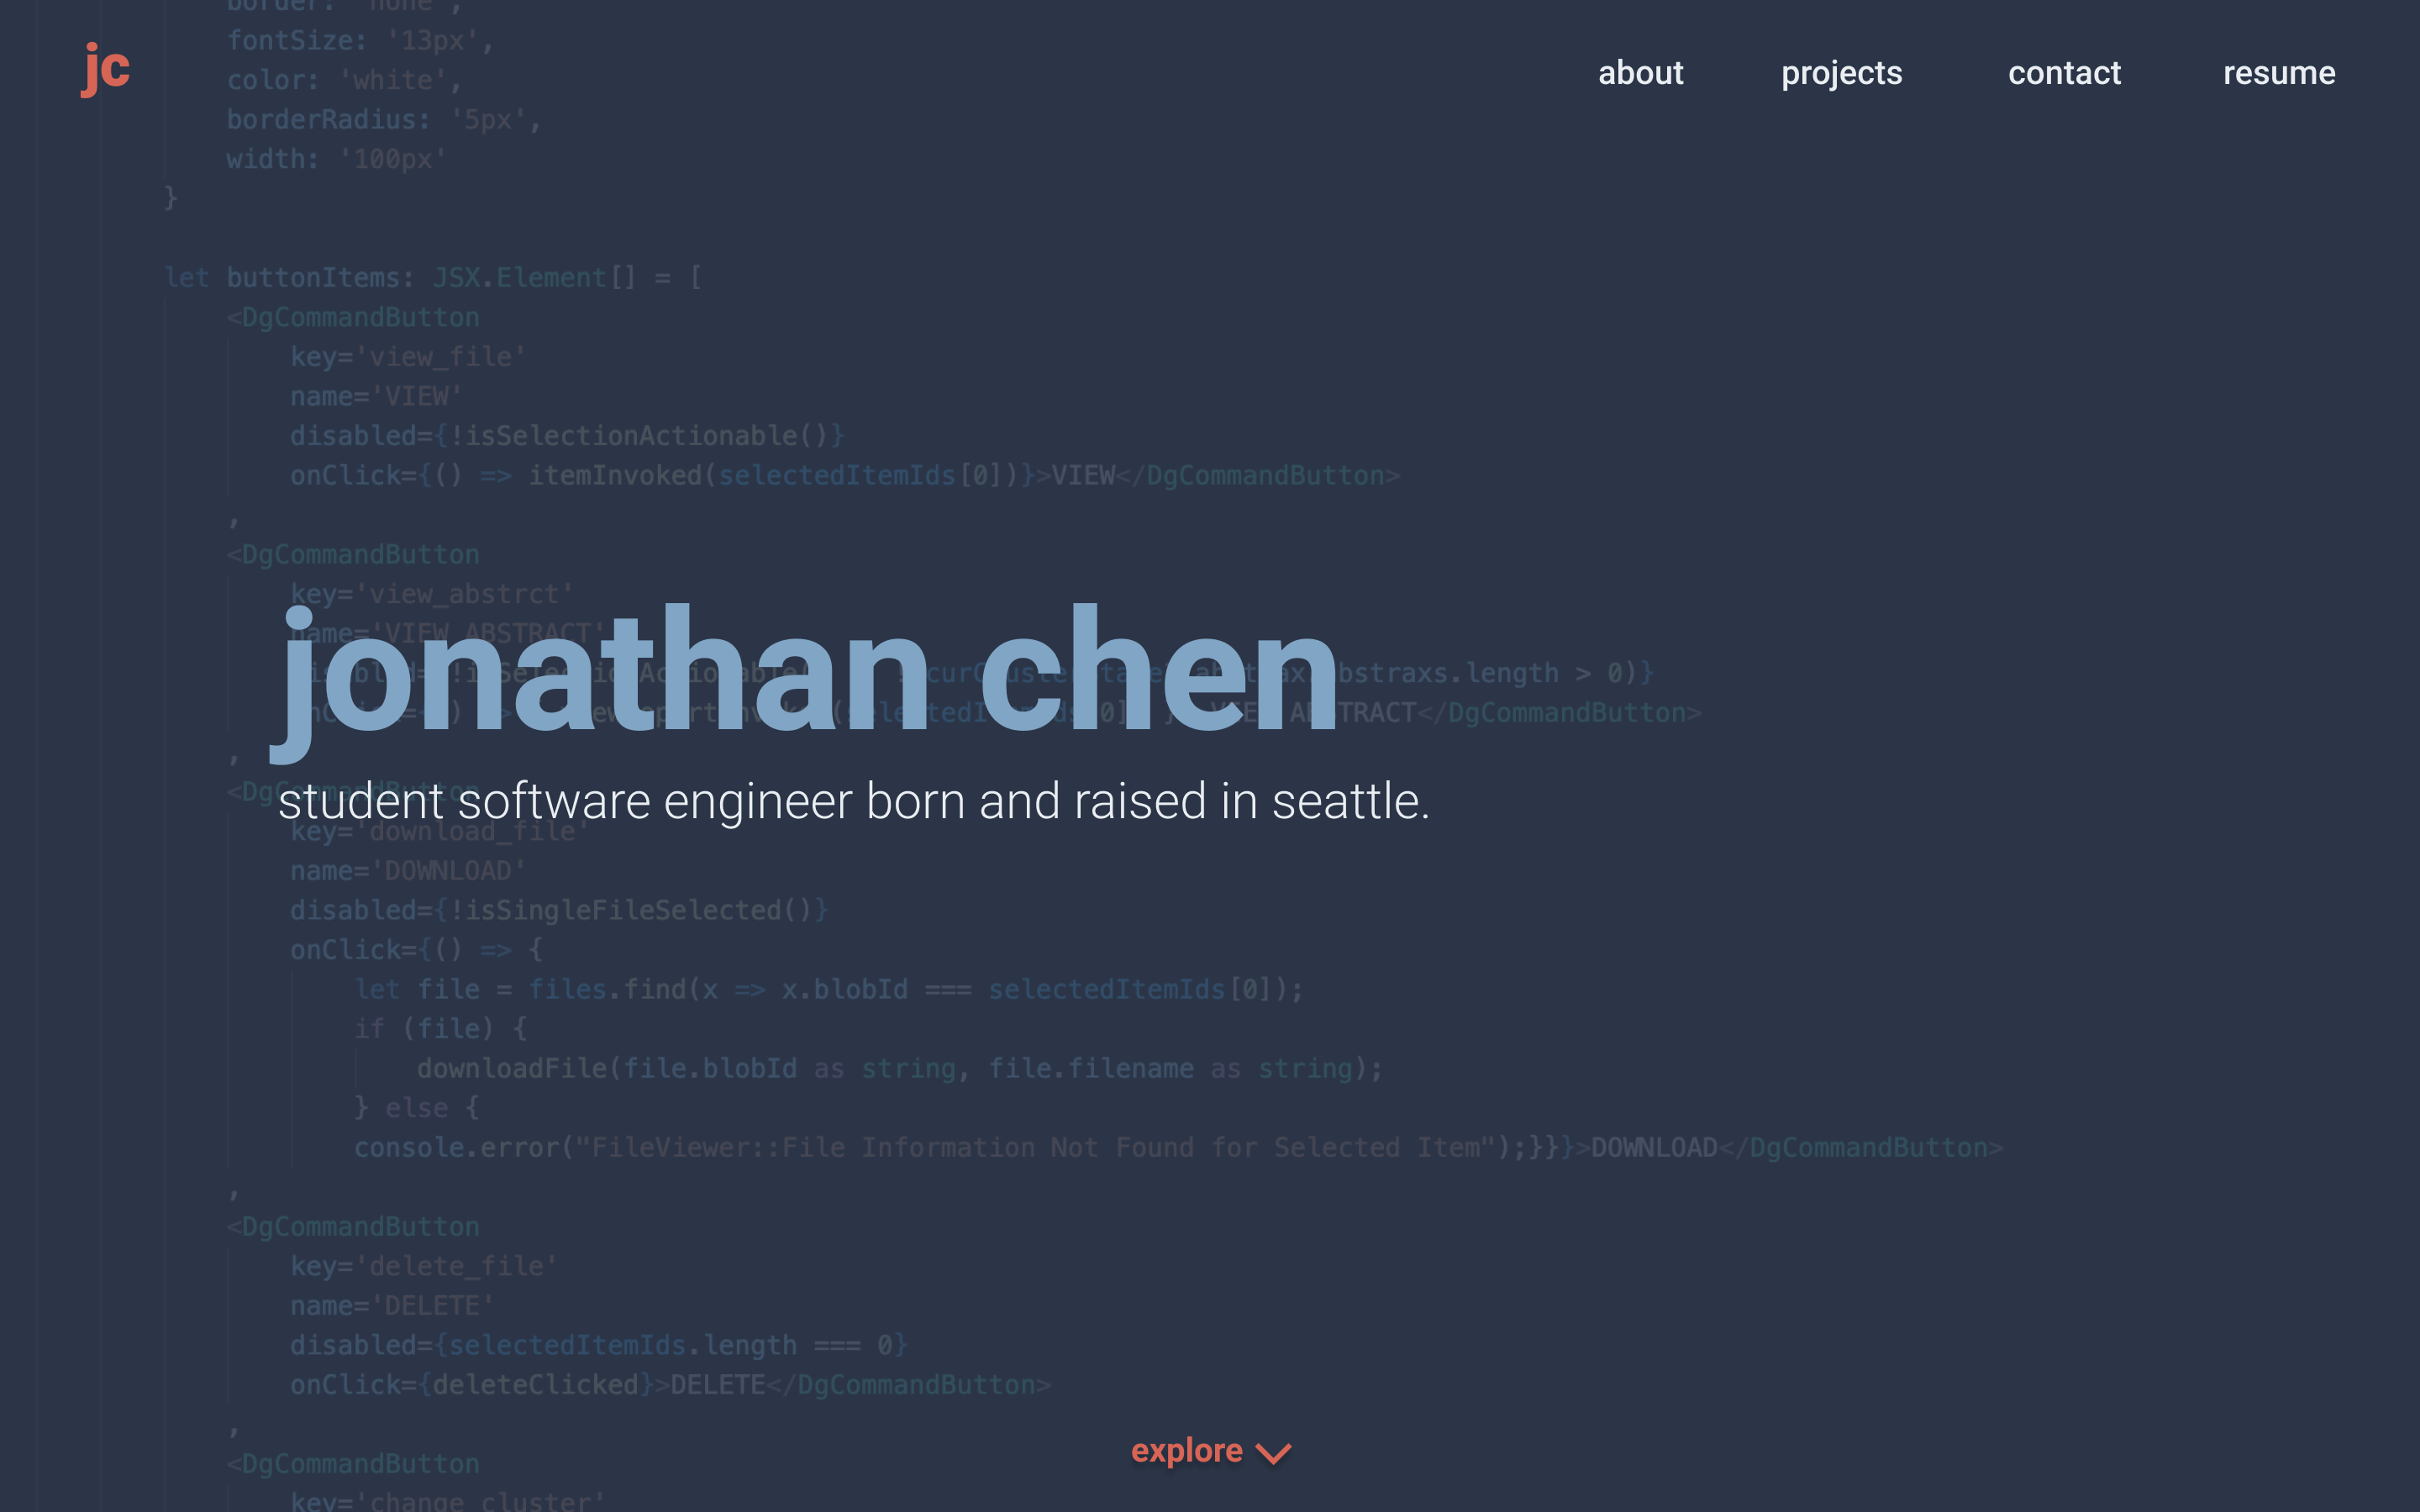 border: 'none',
jc
about projects contact resume
fontSize: '13px',
color: 'white',
borderRadius: '5px',
width: '100px'
}
let buttonItems: JSX.Element[] = [
<DgCommandButton
key='view_file'
name='VIEW'
disabled={!isSelectionActionable()}
onClick={() => itemInvoked(selectedItemIds[0])}>VIEW</DgCommandButton>
,
<DgCommandButton
key='view_abstrct'
name='VIEW ABSTRACT'
jonathan chen
bstraxs.length > 0)}
TRACT</DgCommandButton>
,
student software engineer born and raised in seattle.
key='download_file'
name='DOWNLOAD'
disabled={!isSingleFileSelected()}
onClick={() => {
let file = files.find(x => x.blobId === selectedItemIds[0]);
if (file) {
downloadFile(file.blobId as string, file.filename as string);
} else {
console.error("FileViewer::File Information Not Found for Selected Item");}}}>DOWNLOAD</DgCommandButton>
,
<DgCommandButton
key='delete_file'
name='DELETE'
disabled={selectedItemIds.length === 0}
onClick={deleteClicked}>DELETE</DgCommandButton>
,
explore
<DgCommandButton
key='change_cluster'